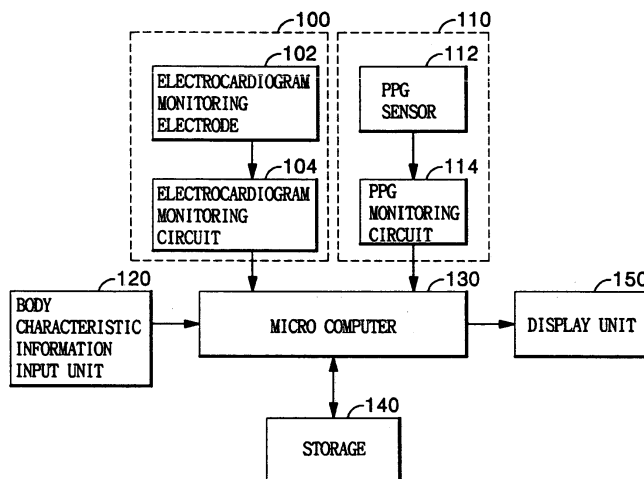 100
110
102
112
ELECTROCARDIOGRAM
MONITORING
ELECTRODE
PPG
SENSOR
104
114
ELECTROCARDIOGRAM
MONITORING
CIRCUIT
PPG
MONITORING
CIRCUIT
120
130
150
BODY
CHARACTERISTIC
INFORMATION
INPUT UNIT
MICRO COMPUTER
DISPLAY UNIT
140
STORAGE